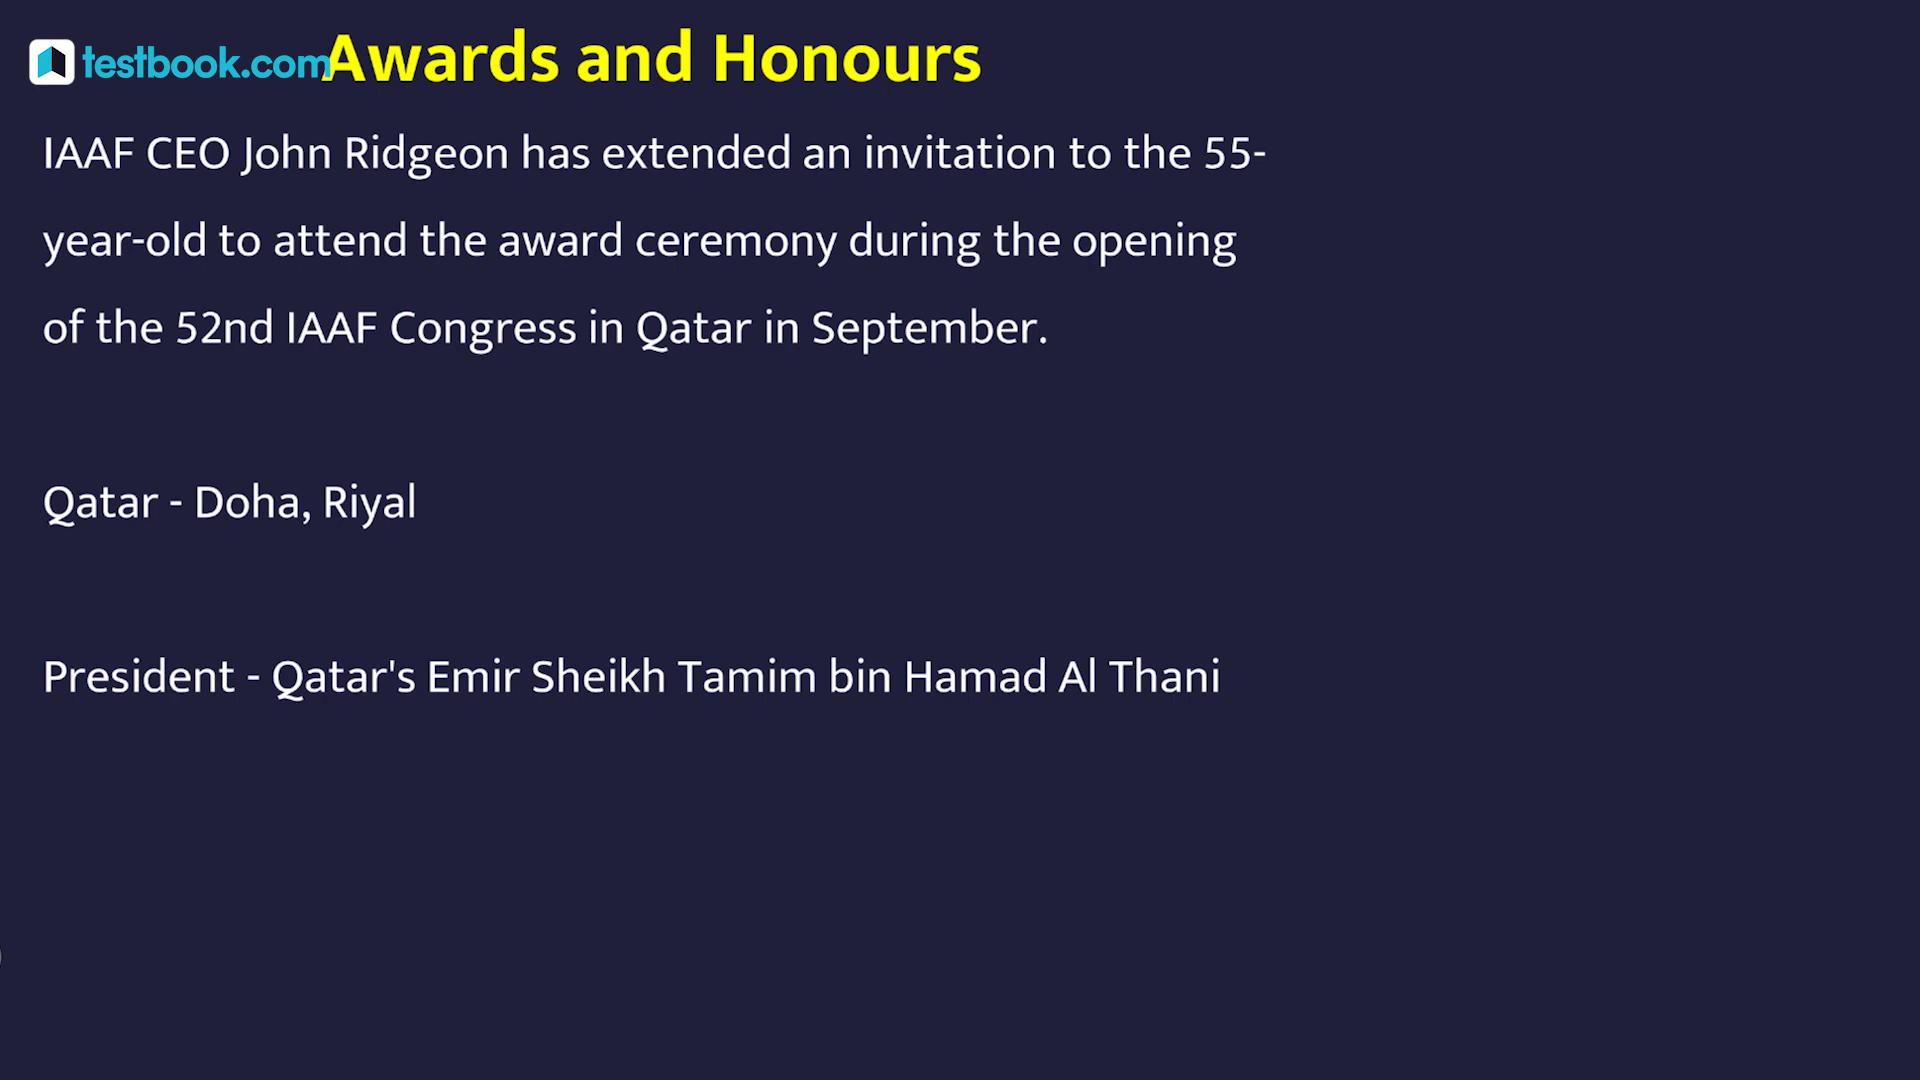 testbook.com
Awards and Honours
IAAF CEO John Ridgeon has extended an invitation to the 55-
year-old to attend the award ceremony during the opening
of the 52nd IAAF Congress in Qatar in September.
Qatar - Doha, Riyal
President - Qatar's Emir Sheikh Tamim bin Hamad Al Thani